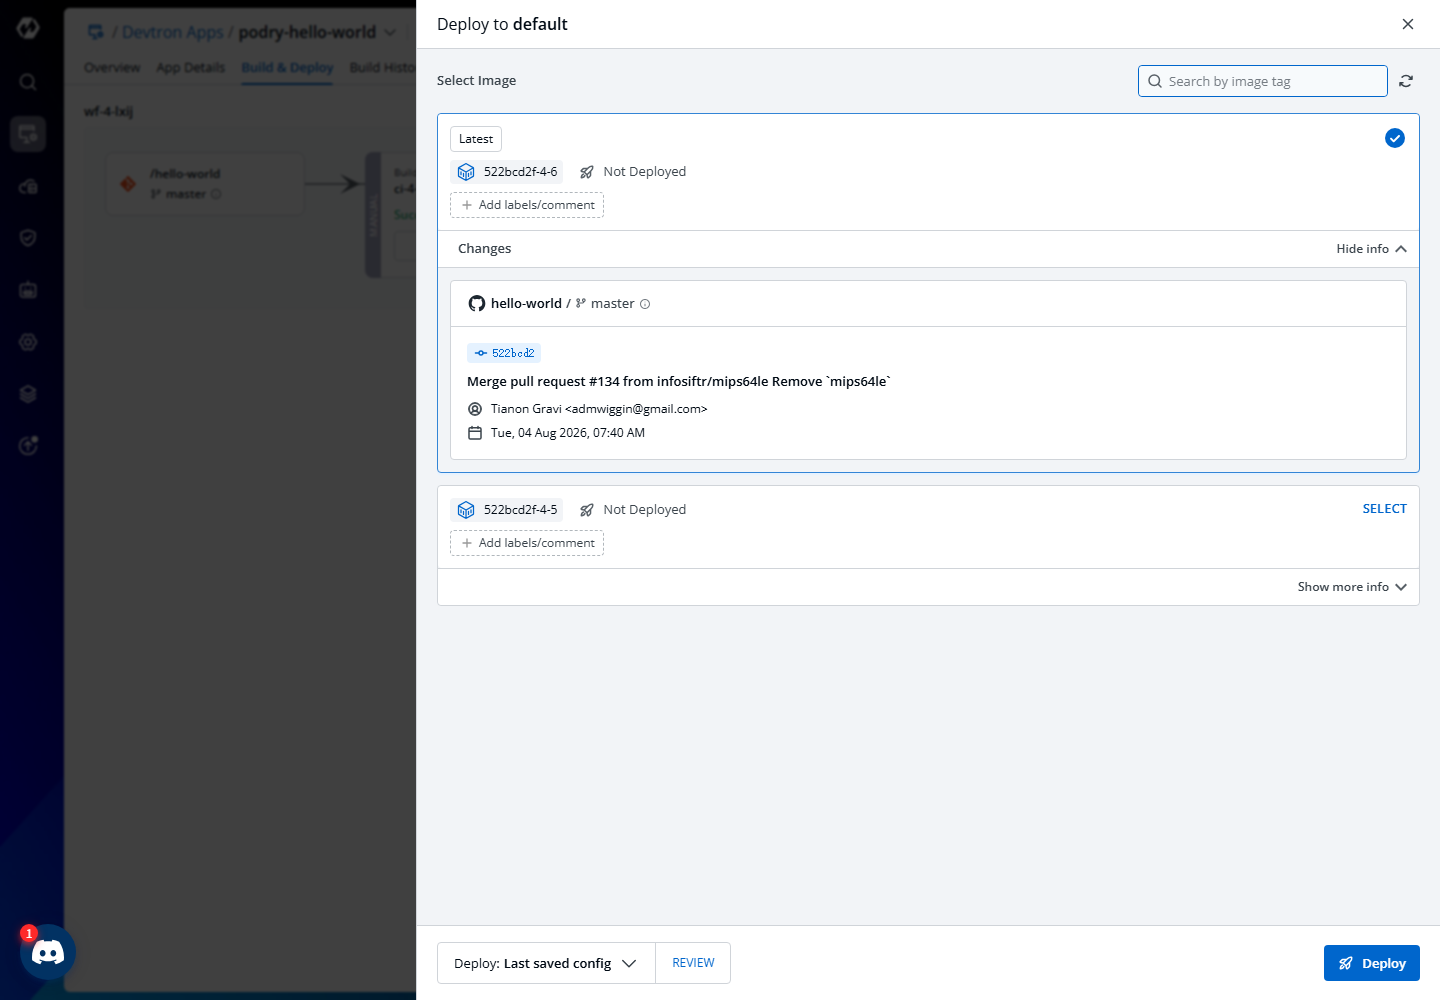 / Devtron Apps / podry-hello-world
Overview App Details Build & Deploy Build Histo
wf-4-lxij
/hello-world
master
Deploy to default
Select Image
Search by image tag
Latest
522bcd2f-4-6 Not Deployed
Add labels/comment
Changes Hide info
hello-world / master
522bcd2
Merge pull request #134 from infosiftr/mips64le Remove `mips64le`
Tianon Gravi <admwiggin@gmail.com>
Tue, 04 Aug 2026, 07:40 AM
522bcd2f-4-5 Not Deployed SELECT
Add labels/comment
Show more info
1
Deploy: Last saved config REVIEW
Deploy